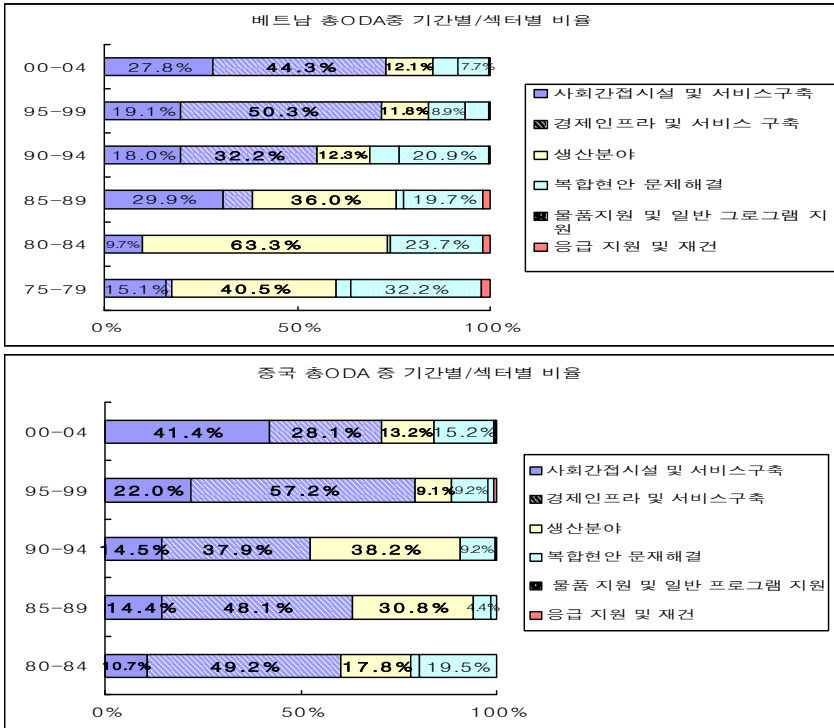 베트남 총ODA중 기간별/섹터별 비율
00-04 27.8% 44.3% 12.1% 7.7%
95-99 19.1% 50.3% 11.8% 8.9%
90-94 18.0% 32.2% 12.3% 20.9%
85-89 29.9% 36.0% 19.7%
80-84 9.7% 63.3% 23.7%
75-79 15.1% 40.5% 32.2%
0% 50% 100%
사회간접시설 및 서비스구축
경제인프라 및 서비스 구축
생산분야
복합현안 문제해결
물품지원 및 일반 그로그램 지
원
응급 지원 및 재건
중국 총ODA 중 기간별/섹터별 비율
00-04 41.4% 28.1% 13.2% 15.2%
95-99 22.0% 57.2% 9.1% 9.2%
90-94 14.5% 37.9% 38.2% 9.2%
85-89 14.4% 48.1% 30.8% 4.4%
80-84 10.7% 49.2% 17.8% 19.5%
0% 50% 100%
사회간접시설 및 서비스구축
경제인프라 및 서비스구축
생산분야
복합현안 문재해결
물품 지원 및 일반 프로그램 지원
응급 지원 및 재건